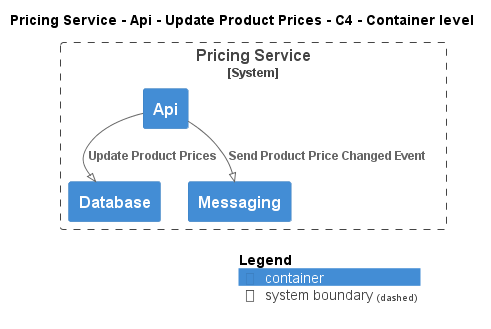 Pricing Service - Api - Update Product Prices - C4 - Container level
Pricing Service
[System]
Api
Update Product Prices
Send Product Price Changed Event
Database
Messaging
Legend
container
system boundary (dashed)